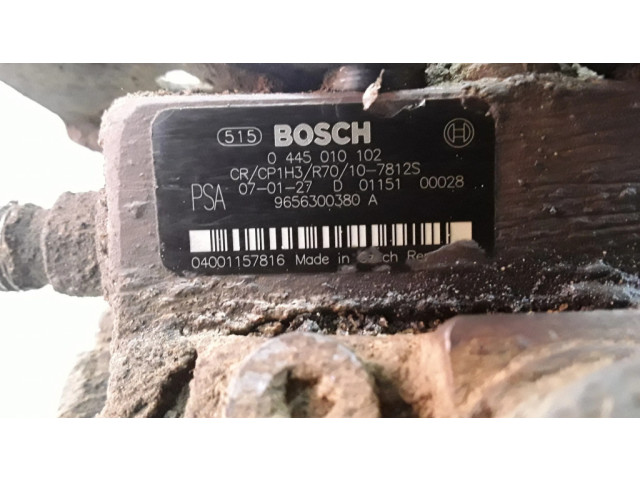 515 BOSCH
0 445 010 102
CR/CP1H3/R70/10-7812S
PSA 07-01-27 D 01151 00028
9656300380 A
04001157816 Made in